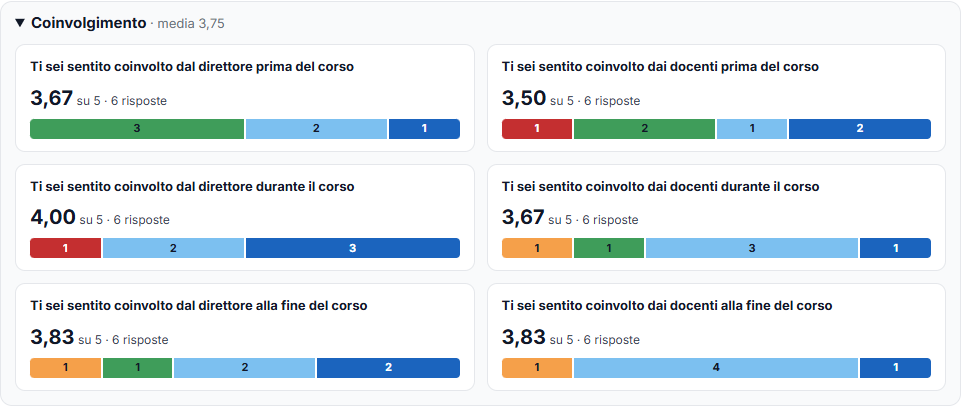 ▼ Coinvolgimento · media 3,75
Ti sei sentito coinvolto dal direttore prima del corso
3,67 su 5 · 6 risposte
3 2 1
Ti sei sentito coinvolto dai docenti prima del corso
3,50 su 5 · 6 risposte
1 2 1 2
Ti sei sentito coinvolto dal direttore durante il corso
4,00 su 5 · 6 risposte
1 2 3
Ti sei sentito coinvolto dai docenti durante il corso
3,67 su 5 · 6 risposte
1 1 3 1
Ti sei sentito coinvolto dal direttore alla fine del corso
3,83 su 5 · 6 risposte
1 1 2 2
Ti sei sentito coinvolto dai docenti alla fine del corso
3,83 su 5 · 6 risposte
1 4 1